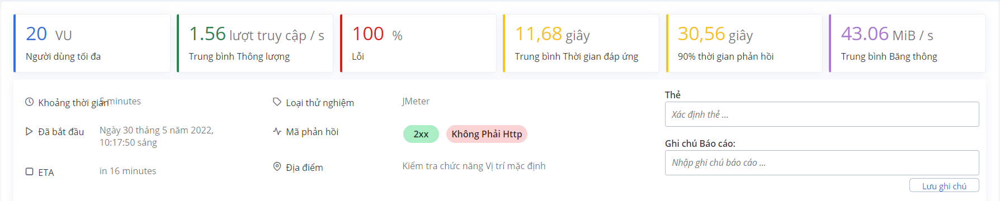 20 VU
Người dùng tối đa
1.56 lượt truy cập / s
Trung bình Thông lượng
100 %
Lỗi
11,68 giây
Trung bình Thời gian đáp ứng
30,56 giây
90% thời gian phản hồi
43.06 MiB / s
Trung bình Băng thông
Khoảng thời gian 5 minutes
Đã bắt đầu Ngày 30 tháng 5 năm 2022,
10:17:50 sáng
ETA in 16 minutes
Loại thử nghiệm JMeter
Mã phản hồi 2xx Không Phải Http
Địa điểm Kiểm tra chức năng Vị trí mặc định
Thẻ
Xác định thẻ ...
Ghi chú Báo cáo:
Nhập ghi chú báo cáo ...
Lưu ghi chú